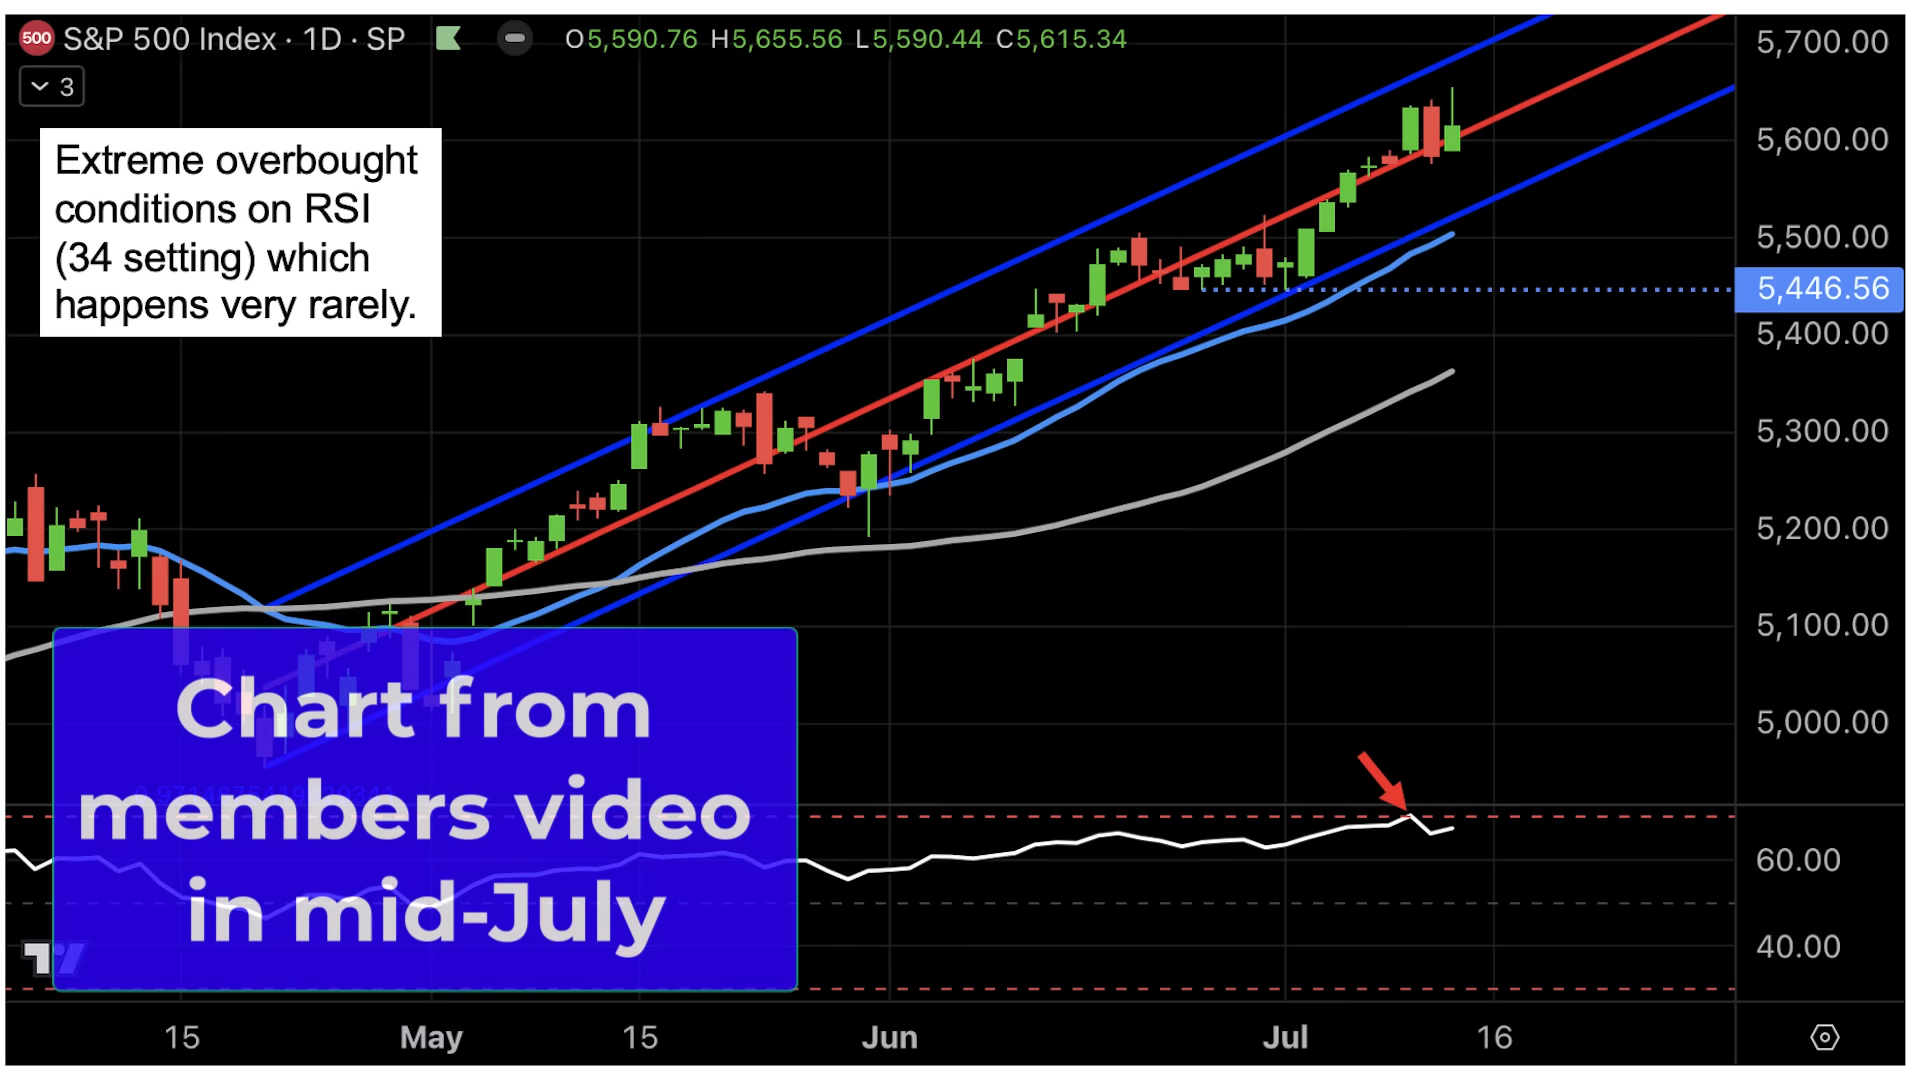 500 S&P 500 Index · 1D · SP O5,590.76 H5,655.56 L5,590.44 C5,615.34
3
Extreme overbought
conditions on RSI
(34 setting) which
happens very rarely.
5,700.00
5,600.00
5,500.00
5,446.56
5,400.00
5,300.00
5,200.00
5,100.00
5,000.00
Chart from
members video
in mid-July
60.00
40.00
15 May 15 Jun Jul 16